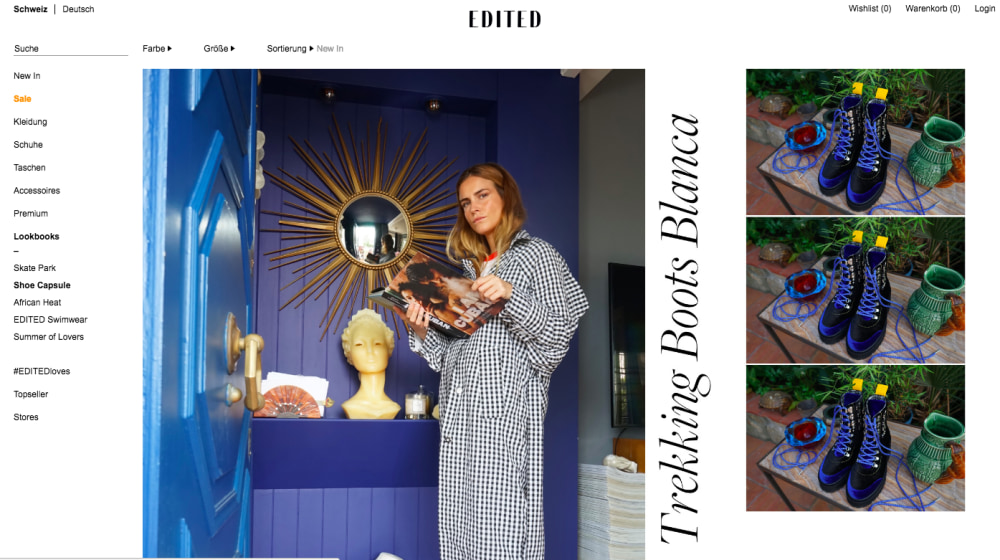 Schweiz | Deutsch
EDITED
Wishlist (0) Warenkorb (0) Login
Suche
Farbe Größe Sortierung New In
New In
Sale
Kleidung
Schuhe
Taschen
Accessoires
Premium
Lookbooks
–
Skate Park
Shoe Capsule
African Heat
EDITED Swimwear
Summer of Lovers
#EDITEDloves
Topseller
Stores
Trekking Boots Blanca